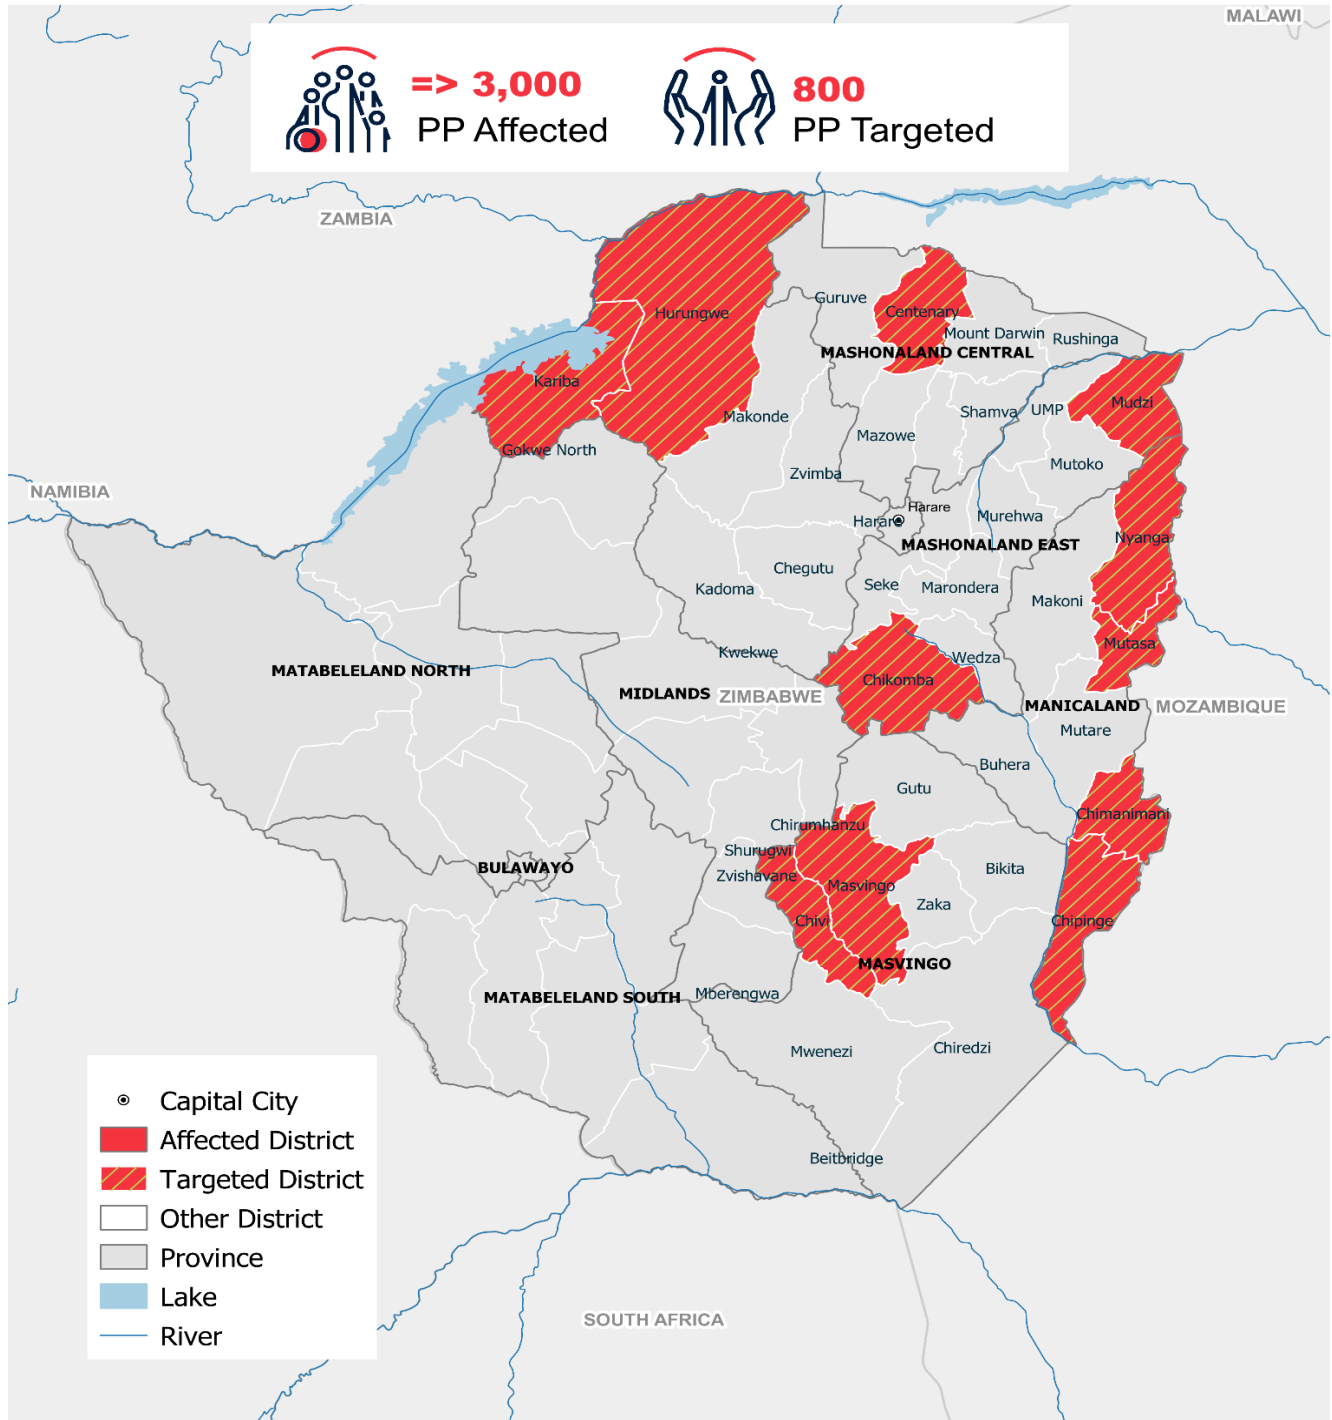 MALAWI
=> 3,000
PP Affected
800
PP Targeted
ZAMBIA
Guruve
Hurungwe
Centenary
Mount Darwin
Rushinga
MASHONALAND CENTRAL
Kariba
Mudzi
Makonde
Shamva
UMP
Mazowe
Gokwe North
Mutoko
Zvimba
NAMIBIA
Harare
Harare
Murehwa
MASHONALAND EAST
Nyanga
Chegutu
Kadoma
Seke
Marondera
Makoni
Mutasa
Kwekwe
Wedza
MATABELELAND NORTH
Chikomba
MIDLANDS
ZIMBABWE
MANICALAND
MOZAMBIQUE
Mutare
Buhera
Gutu
Chimanimani
Chirumhanzu
Shurugwi
BULAWAYO
Zvishavane
Bikita
Masvingo
Zaka
Chivi
Chipinge
MASVINGO
MATABELELAND SOUTH
Mberengwa
Mwenezi
Chiredzi
Beitbridge
Capital City
Affected District
Targeted District
Other District
Province
Lake
River
SOUTH AFRICA